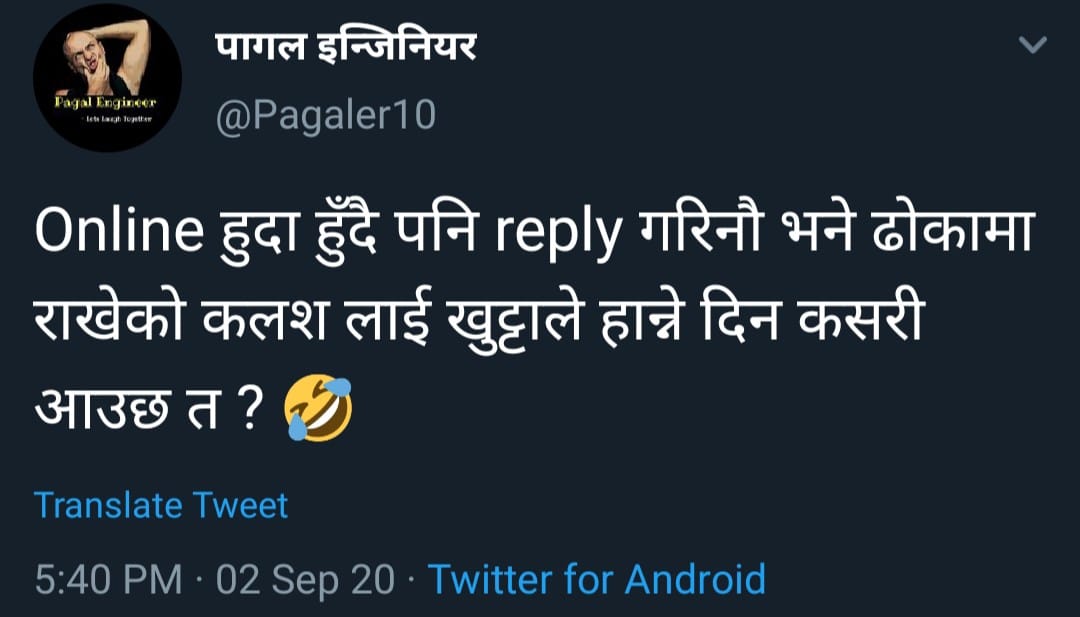 पागल इन्जिनियर
@Pagaler10
Pagal Engineer
- Lets Laugh Together
Online हुदा हुँदै पनि reply गरिनौ भने ढोकामा
राखेको कलश लाई खुट्टाले हान्ने दिन कसरी
आउछ त ? 🤣
Translate Tweet
5:40 PM · 02 Sep 20 · Twitter for Android